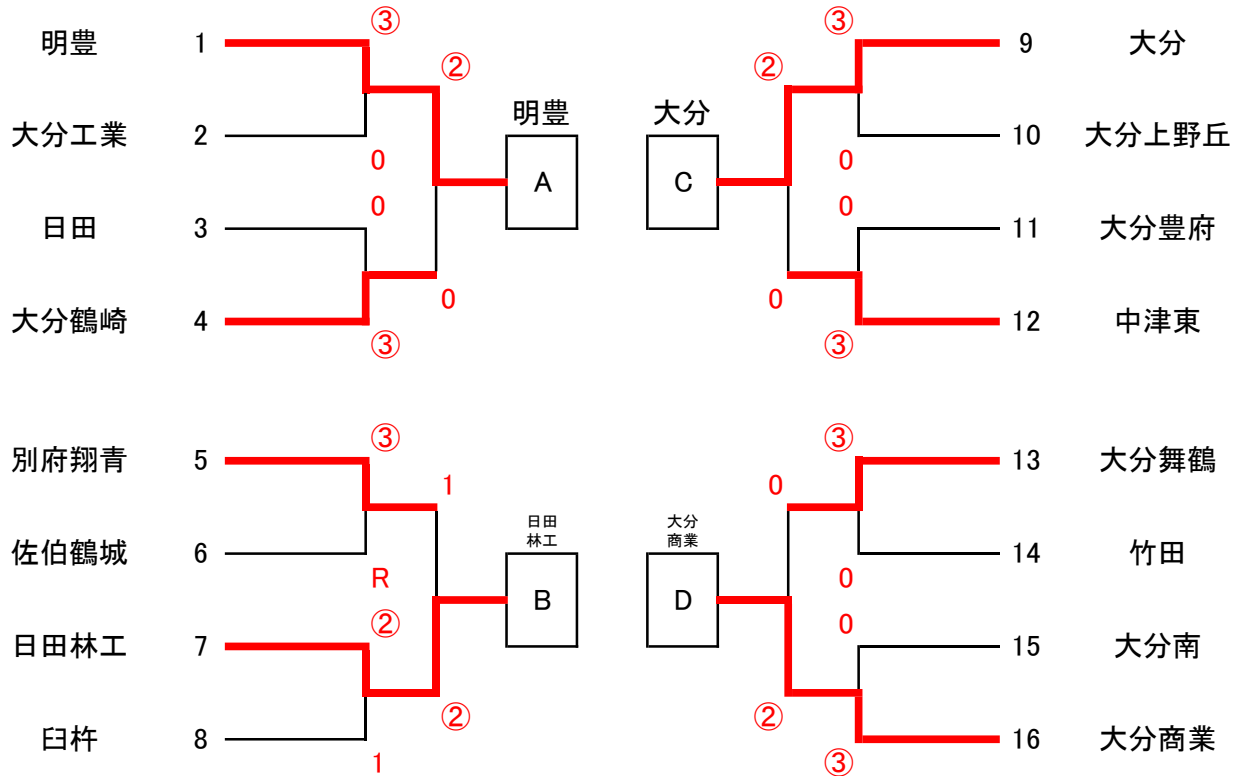 明豊 1 ③
②
明豊
大分工業 2
0
A
0
日田 3
0
大分鶴崎 4
③
③ 9 大分
②
大分
10 大分上野丘
0
C
0
11 大分豊府
0
12 中津東
③
別府翔青 5 ③
1
日田
林工
佐伯鶴城 6
R
B
②
日田林工 7
②
臼杵 8
1
③ 13 大分舞鶴
0
大分
商業
14 竹田
0
D
0
15 大分南
②
16 大分商業
③